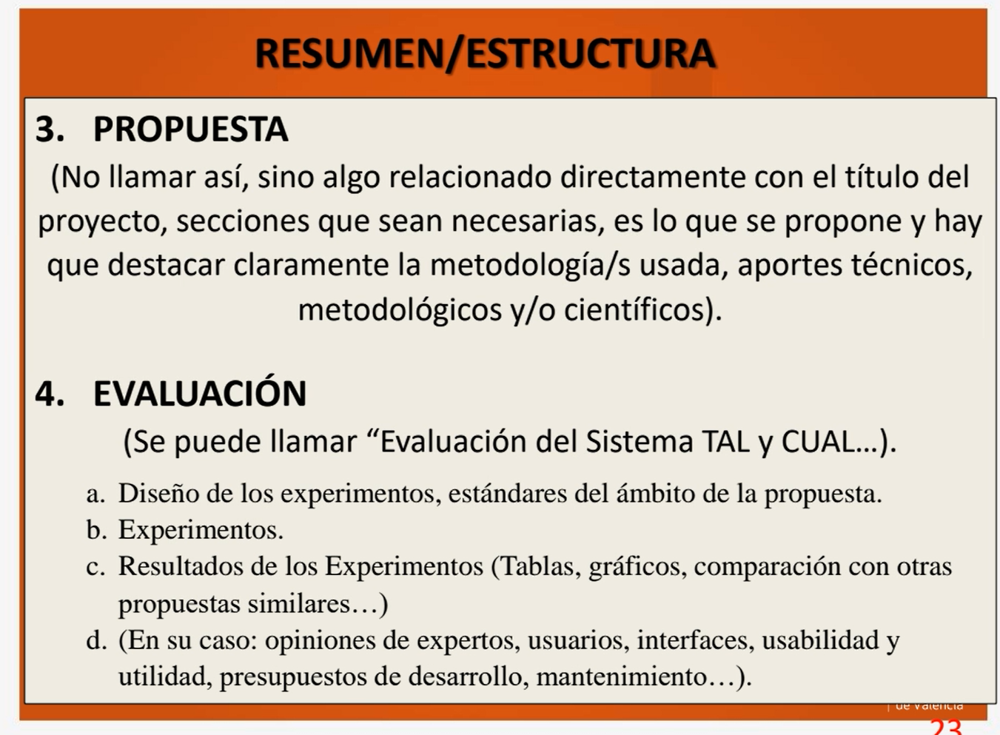 RESUMEN/ESTRUCTURA
3. PROPUESTA
(No llamar así, sino algo relacionado directamente con el título del
proyecto, secciones que sean necesarias, es lo que se propone y hay
que destacar claramente la metodología/s usada, aportes técnicos,
metodológicos y/o científicos).
4. EVALUACIÓN
(Se puede llamar “Evaluación del Sistema TAL y CUAL...).
a. Diseño de los experimentos, estándares del ámbito de la propuesta.
b. Experimentos.
c. Resultados de los Experimentos (Tablas, gráficos, comparación con otras
propuestas similares…)
d. (En su caso: opiniones de expertos, usuarios, interfaces, usabilidad y
utilidad, presupuestos de desarrollo, mantenimiento…).
de Valencia
23